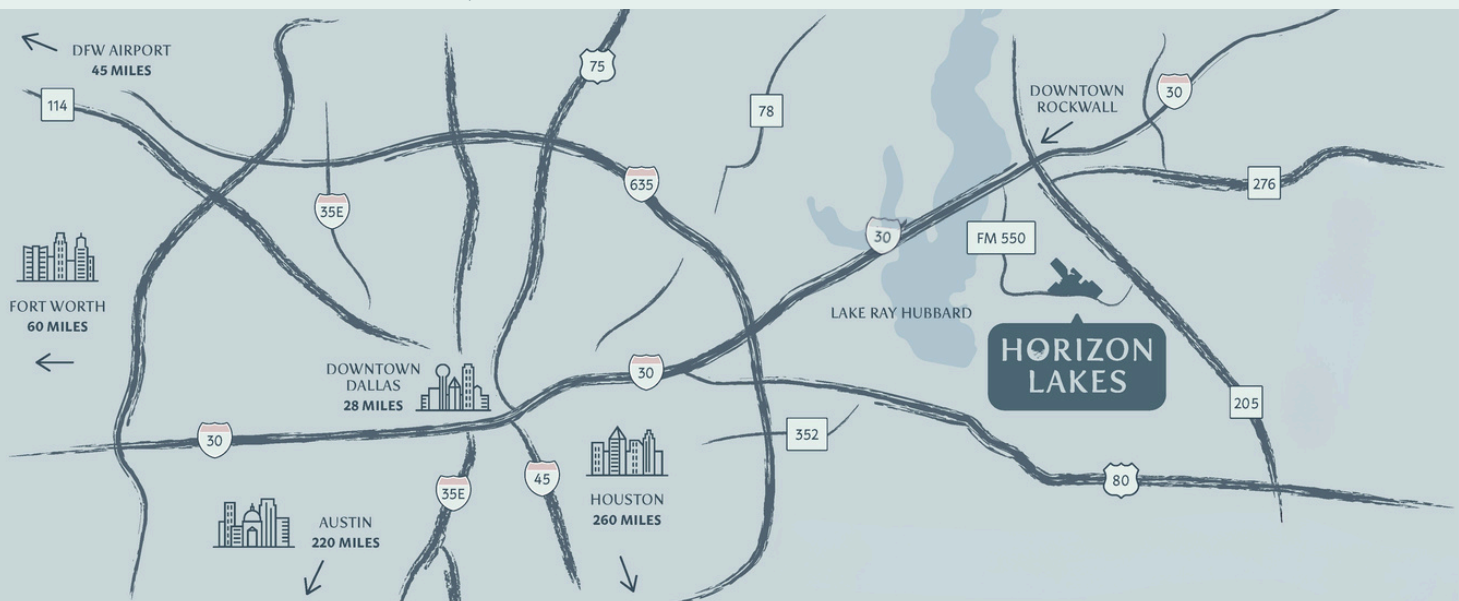 DFW AIRPORT
45 MILES
114
75
78
DOWNTOWN
ROCKWALL
30
635
276
35E
30
FM 550
FORT WORTH
60 MILES
LAKE RAY HUBBARD
HORIZON
LAKES
DOWNTOWN
DALLAS
28 MILES
30
205
30
352
45
35E
80
HOUSTON
260 MILES
AUSTIN
220 MILES